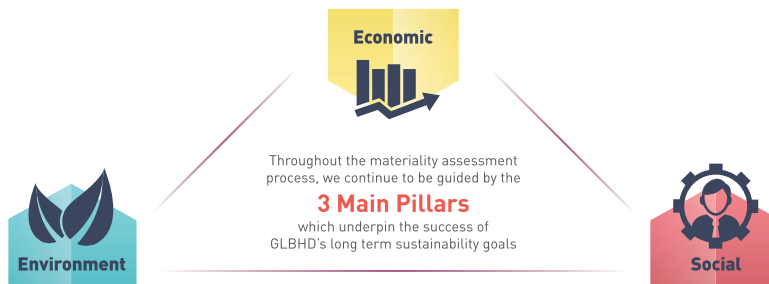 Economic
Throughout the materiality assessment
process, we continue to be guided by the
3 Main Pillars
which underpin the success of
GLBHD's long term sustainability goals
Environment
Social